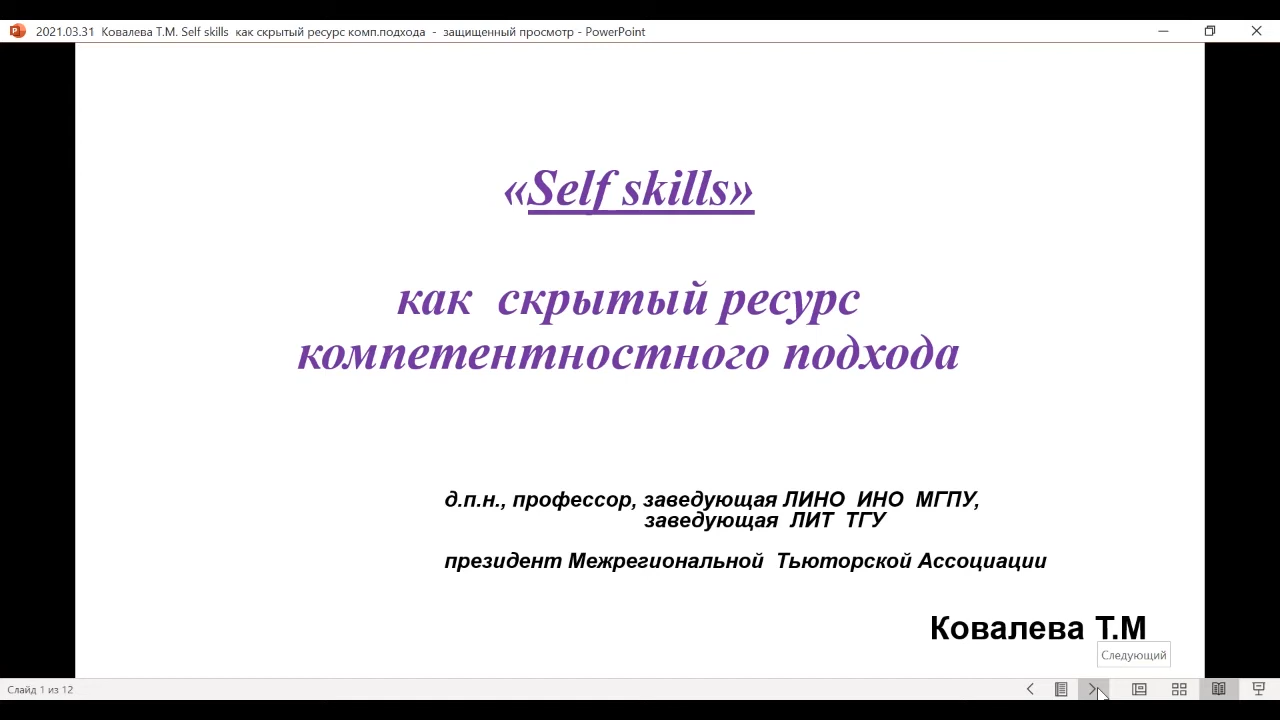 2021.03.31 Ковалева Т.М. Self skills как скрытый ресурс комп.подхода - защищенный просмотр - PowerPoint
«Self skills»
как скрытый ресурс
компетентностного подхода
д.п.н., профессор, заведующая ЛИНО ИНО МГПУ,
заведующая ЛИТ ТГУ
президент Межрегиональной Тьюторской Ассоциации
Ковалева Т.М
Следующий
Слайд 1 из 12